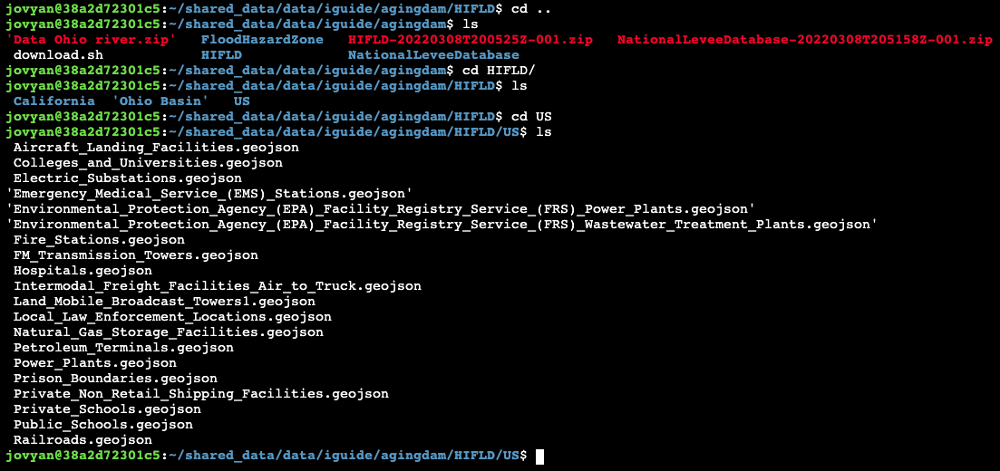 jovyan@38a2d72301c5:~/shared_data/data/iguide/agingdam/HIFLD$ cd ..
jovyan@38a2d72301c5:~/shared_data/data/iguide/agingdam$ ls
'Data Ohio river.zip'   FloodHazardZone   HIFLD-20220308T200525Z-001.zip   NationalLeveeDatabase-20220308T205158Z-001.zip
 download.sh            HIFLD             NationalLeveeDatabase
jovyan@38a2d72301c5:~/shared_data/data/iguide/agingdam$ cd HIFLD/
jovyan@38a2d72301c5:~/shared_data/data/iguide/agingdam/HIFLD$ ls
 California  'Ohio Basin'   US
jovyan@38a2d72301c5:~/shared_data/data/iguide/agingdam/HIFLD$ cd US
jovyan@38a2d72301c5:~/shared_data/data/iguide/agingdam/HIFLD/US$ ls
 Aircraft_Landing_Facilities.geojson
 Colleges_and_Universities.geojson
 Electric_Substations.geojson
'Emergency_Medical_Service_(EMS)_Stations.geojson'
'Environmental_Protection_Agency_(EPA)_Facility_Registry_Service_(FRS)_Power_Plants.geojson'
'Environmental_Protection_Agency_(EPA)_Facility_Registry_Service_(FRS)_Wastewater_Treatment_Plants.geojson'
 Fire_Stations.geojson
 FM_Transmission_Towers.geojson
 Hospitals.geojson
 Intermodal_Freight_Facilities_Air_to_Truck.geojson
 Land_Mobile_Broadcast_Towers1.geojson
 Local_Law_Enforcement_Locations.geojson
 Natural_Gas_Storage_Facilities.geojson
 Petroleum_Terminals.geojson
 Power_Plants.geojson
 Prison_Boundaries.geojson
 Private_Non_Retail_Shipping_Facilities.geojson
 Private_Schools.geojson
 Public_Schools.geojson
 Railroads.geojson
jovyan@38a2d72301c5:~/shared_data/data/iguide/agingdam/HIFLD/US$